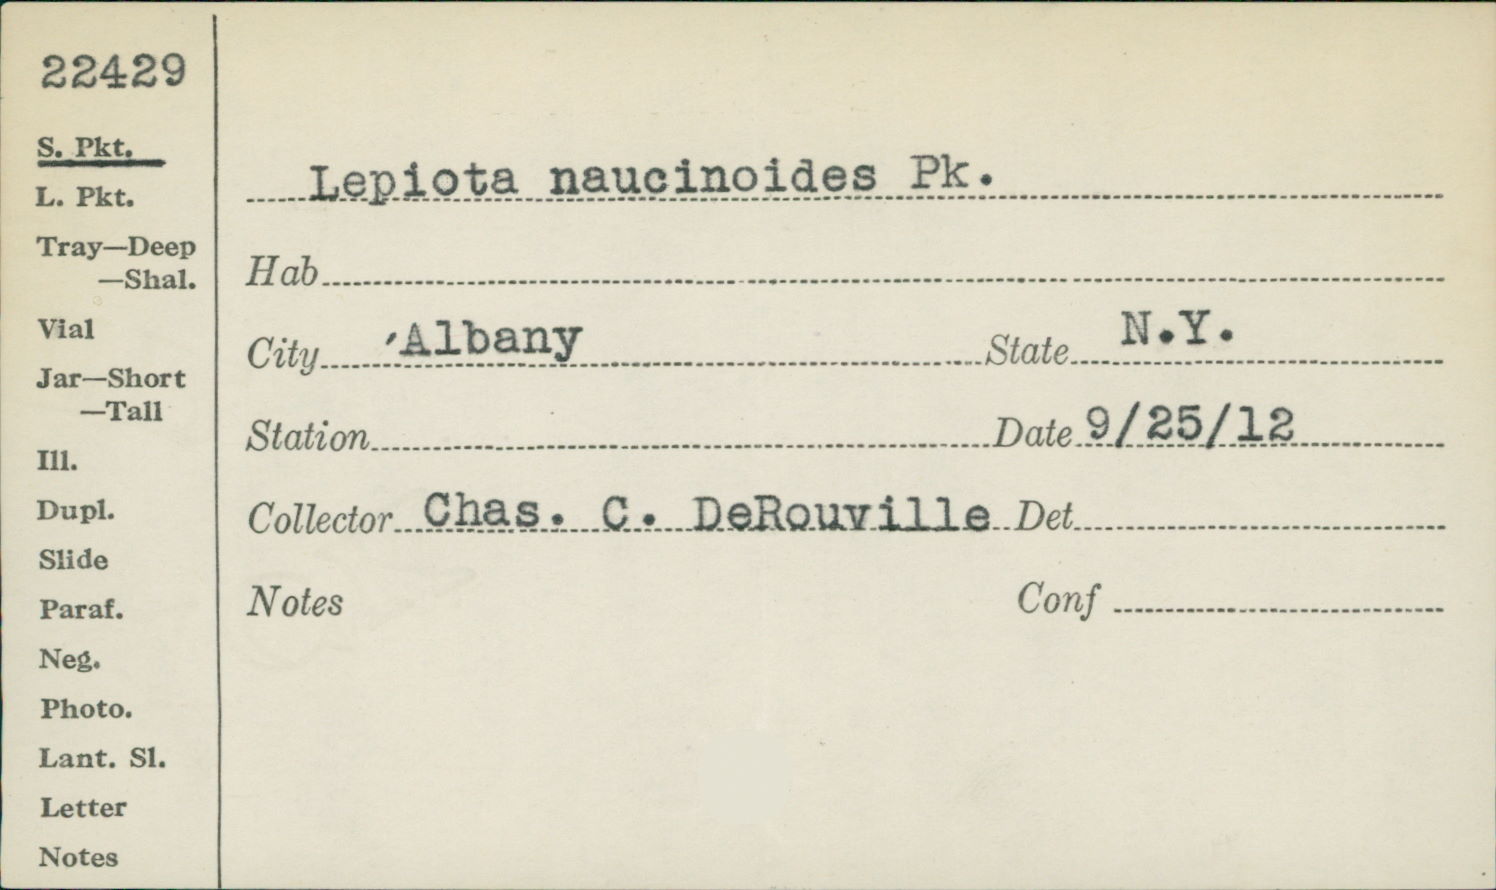 22429
S. Pkt.
L. Pkt.
Tray—Deep
—Shal.
Vial
Jar—Short
—Tall
Ill.
Dupl.
Slide
Paraf.
Neg.
Photo.
Lant. Sl.
Letter
Notes
Lepiota naucinoides Pk.
Hab
City 'Albany State N.Y.
Station Date 9/25/12
Collector Chas. C. DeRouville Det
Notes Conf